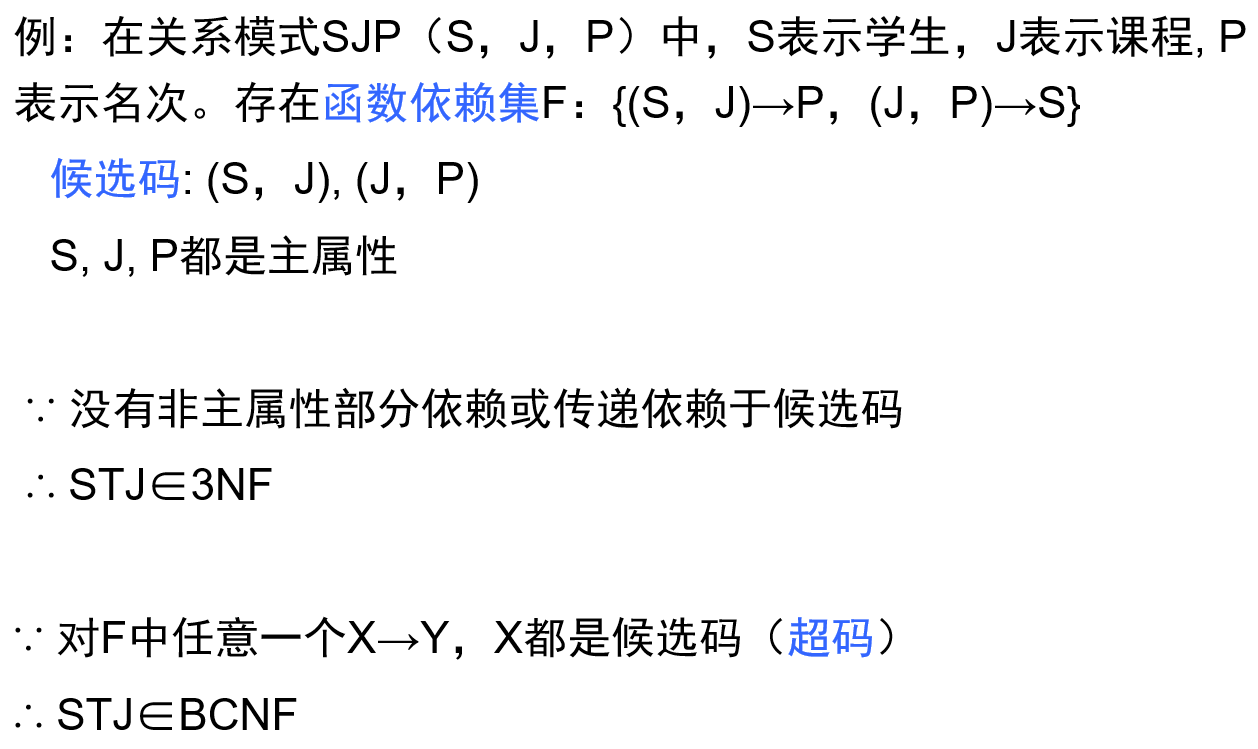 例：在关系模式SJP（S，J，P）中，S表示学生，J表示课程, P
表示名次。存在函数依赖集F：{(S，J)→P，(J，P)→S}
候选码: (S，J), (J，P)
S, J, P都是主属性
∵ 没有非主属性部分依赖或传递依赖于候选码
∴ STJ∈3NF
∵ 对F中任意一个X→Y，X都是候选码（超码）
∴ STJ∈BCNF